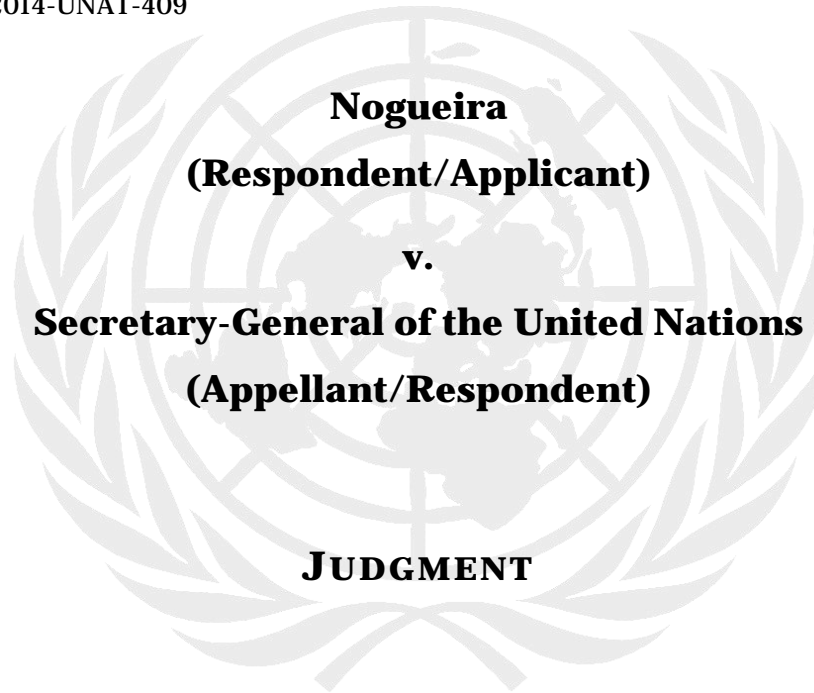 2014-UNAT-409
Nogueira
(Respondent/Applicant)
v.
Secretary-General of the United Nations
(Appellant/Respondent)
JUDGMENT